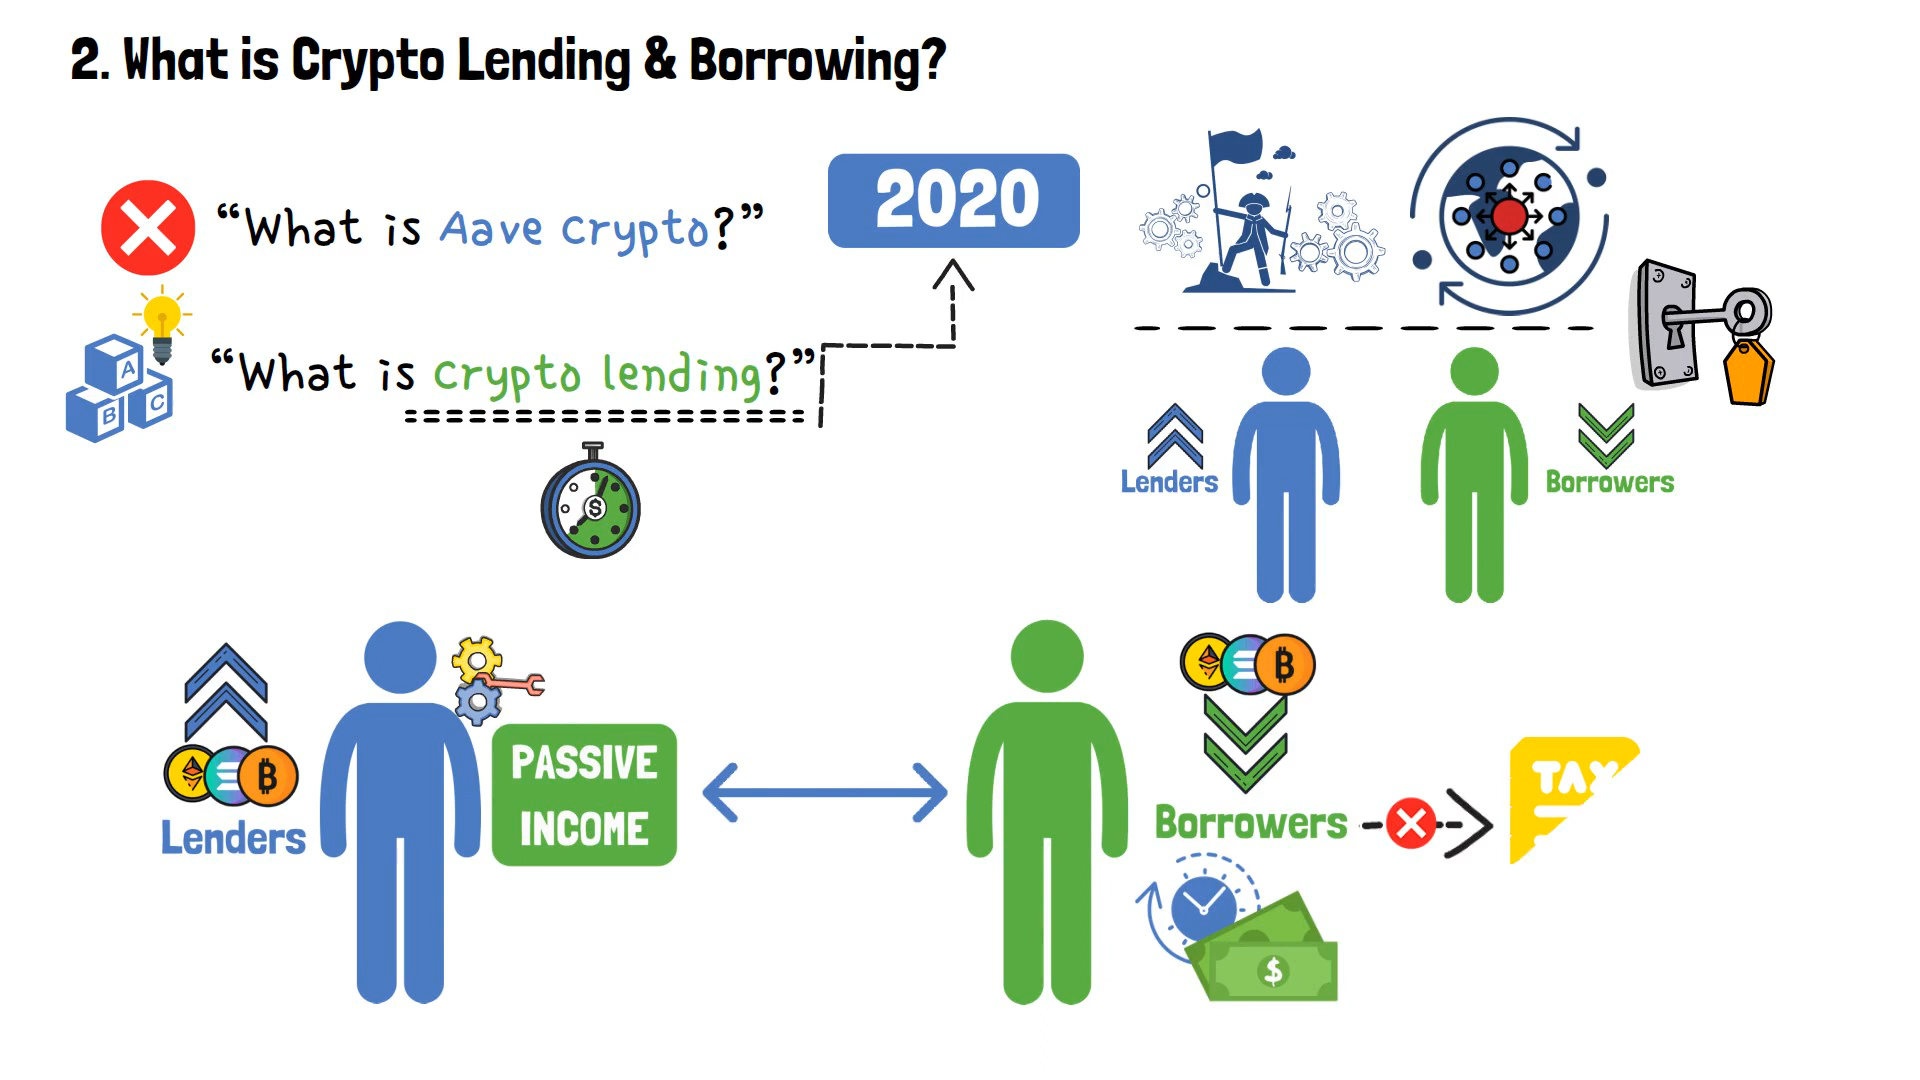 2. What is Crypto Lending & Borrowing?
“What is Aave crypto?”
2020
“What is crypto lending?”
A
B
C
$
Lenders
Borrowers
PASSIVE
INCOME
Lenders
Borrowers
TAX
$